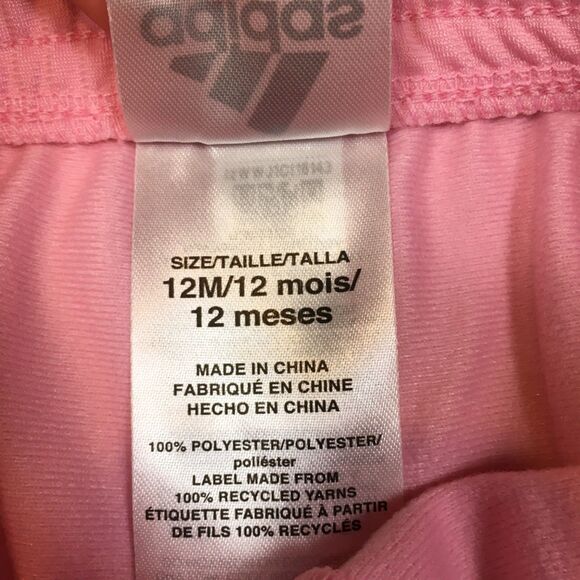 adidas
SIZE/TAILLE/TALLA
12M/12 mois/
12 meses
MADE IN CHINA
FABRIQUÉ EN CHINE
HECHO EN CHINA
100% POLYESTER/POLYESTER/
poliéster
LABEL MADE FROM
100% RECYCLED YARNS
ÉTIQUETTE FABRIQUÉ À PARTIR
DE FILS 100% RECYCLÉS